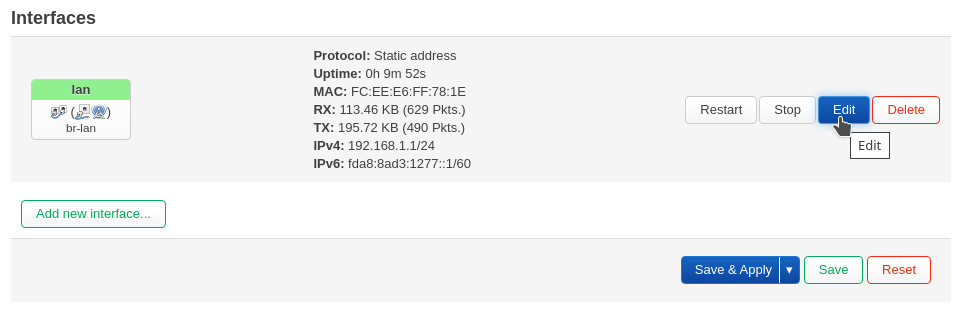 Interfaces
lan
()
br-lan
Protocol: Static address
Uptime: 0h 9m 52s
MAC: FC:EE:E6:FF:78:1E
RX: 113.46 KB (629 Pkts.)
TX: 195.72 KB (490 Pkts.)
IPv4: 192.168.1.1/24
IPv6: fda8:8ad3:1277::1/60
Restart Stop Edit Delete
Edit
Add new interface...
Save & Apply ▾ Save Reset